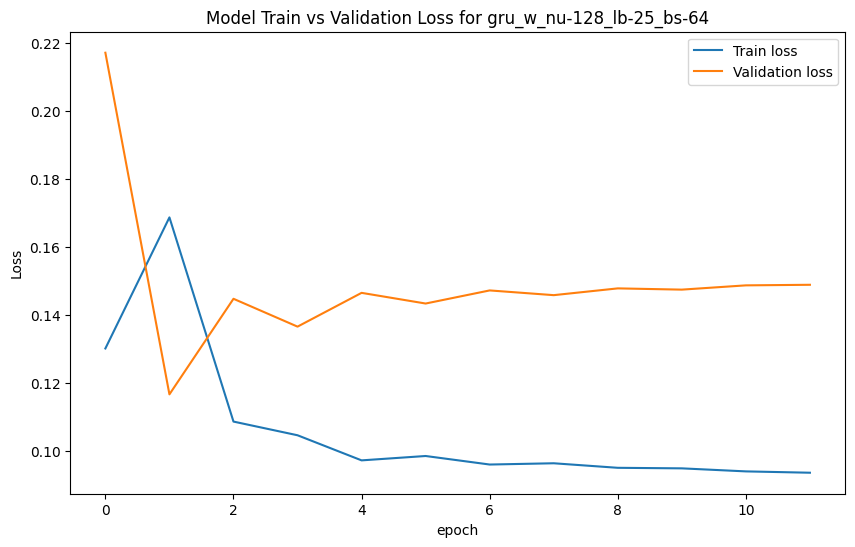 Model Train vs Validation Loss for gru_w_nu-128_lb-25_bs-64
Train loss
Validation loss
0.22
0.20
0.18
0.16
0.14
0.12
0.10
Loss
0 2 4 6 8 10
epoch